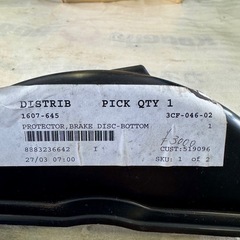 DISTRIB PICK QTY 1
1607-645 3CF-046-02
PROTECTOR, BRAKE DISC-BOTTOM 1
£3000
8883236642 I CUST:519096
27/03 07:00 SKU: 1 of 2